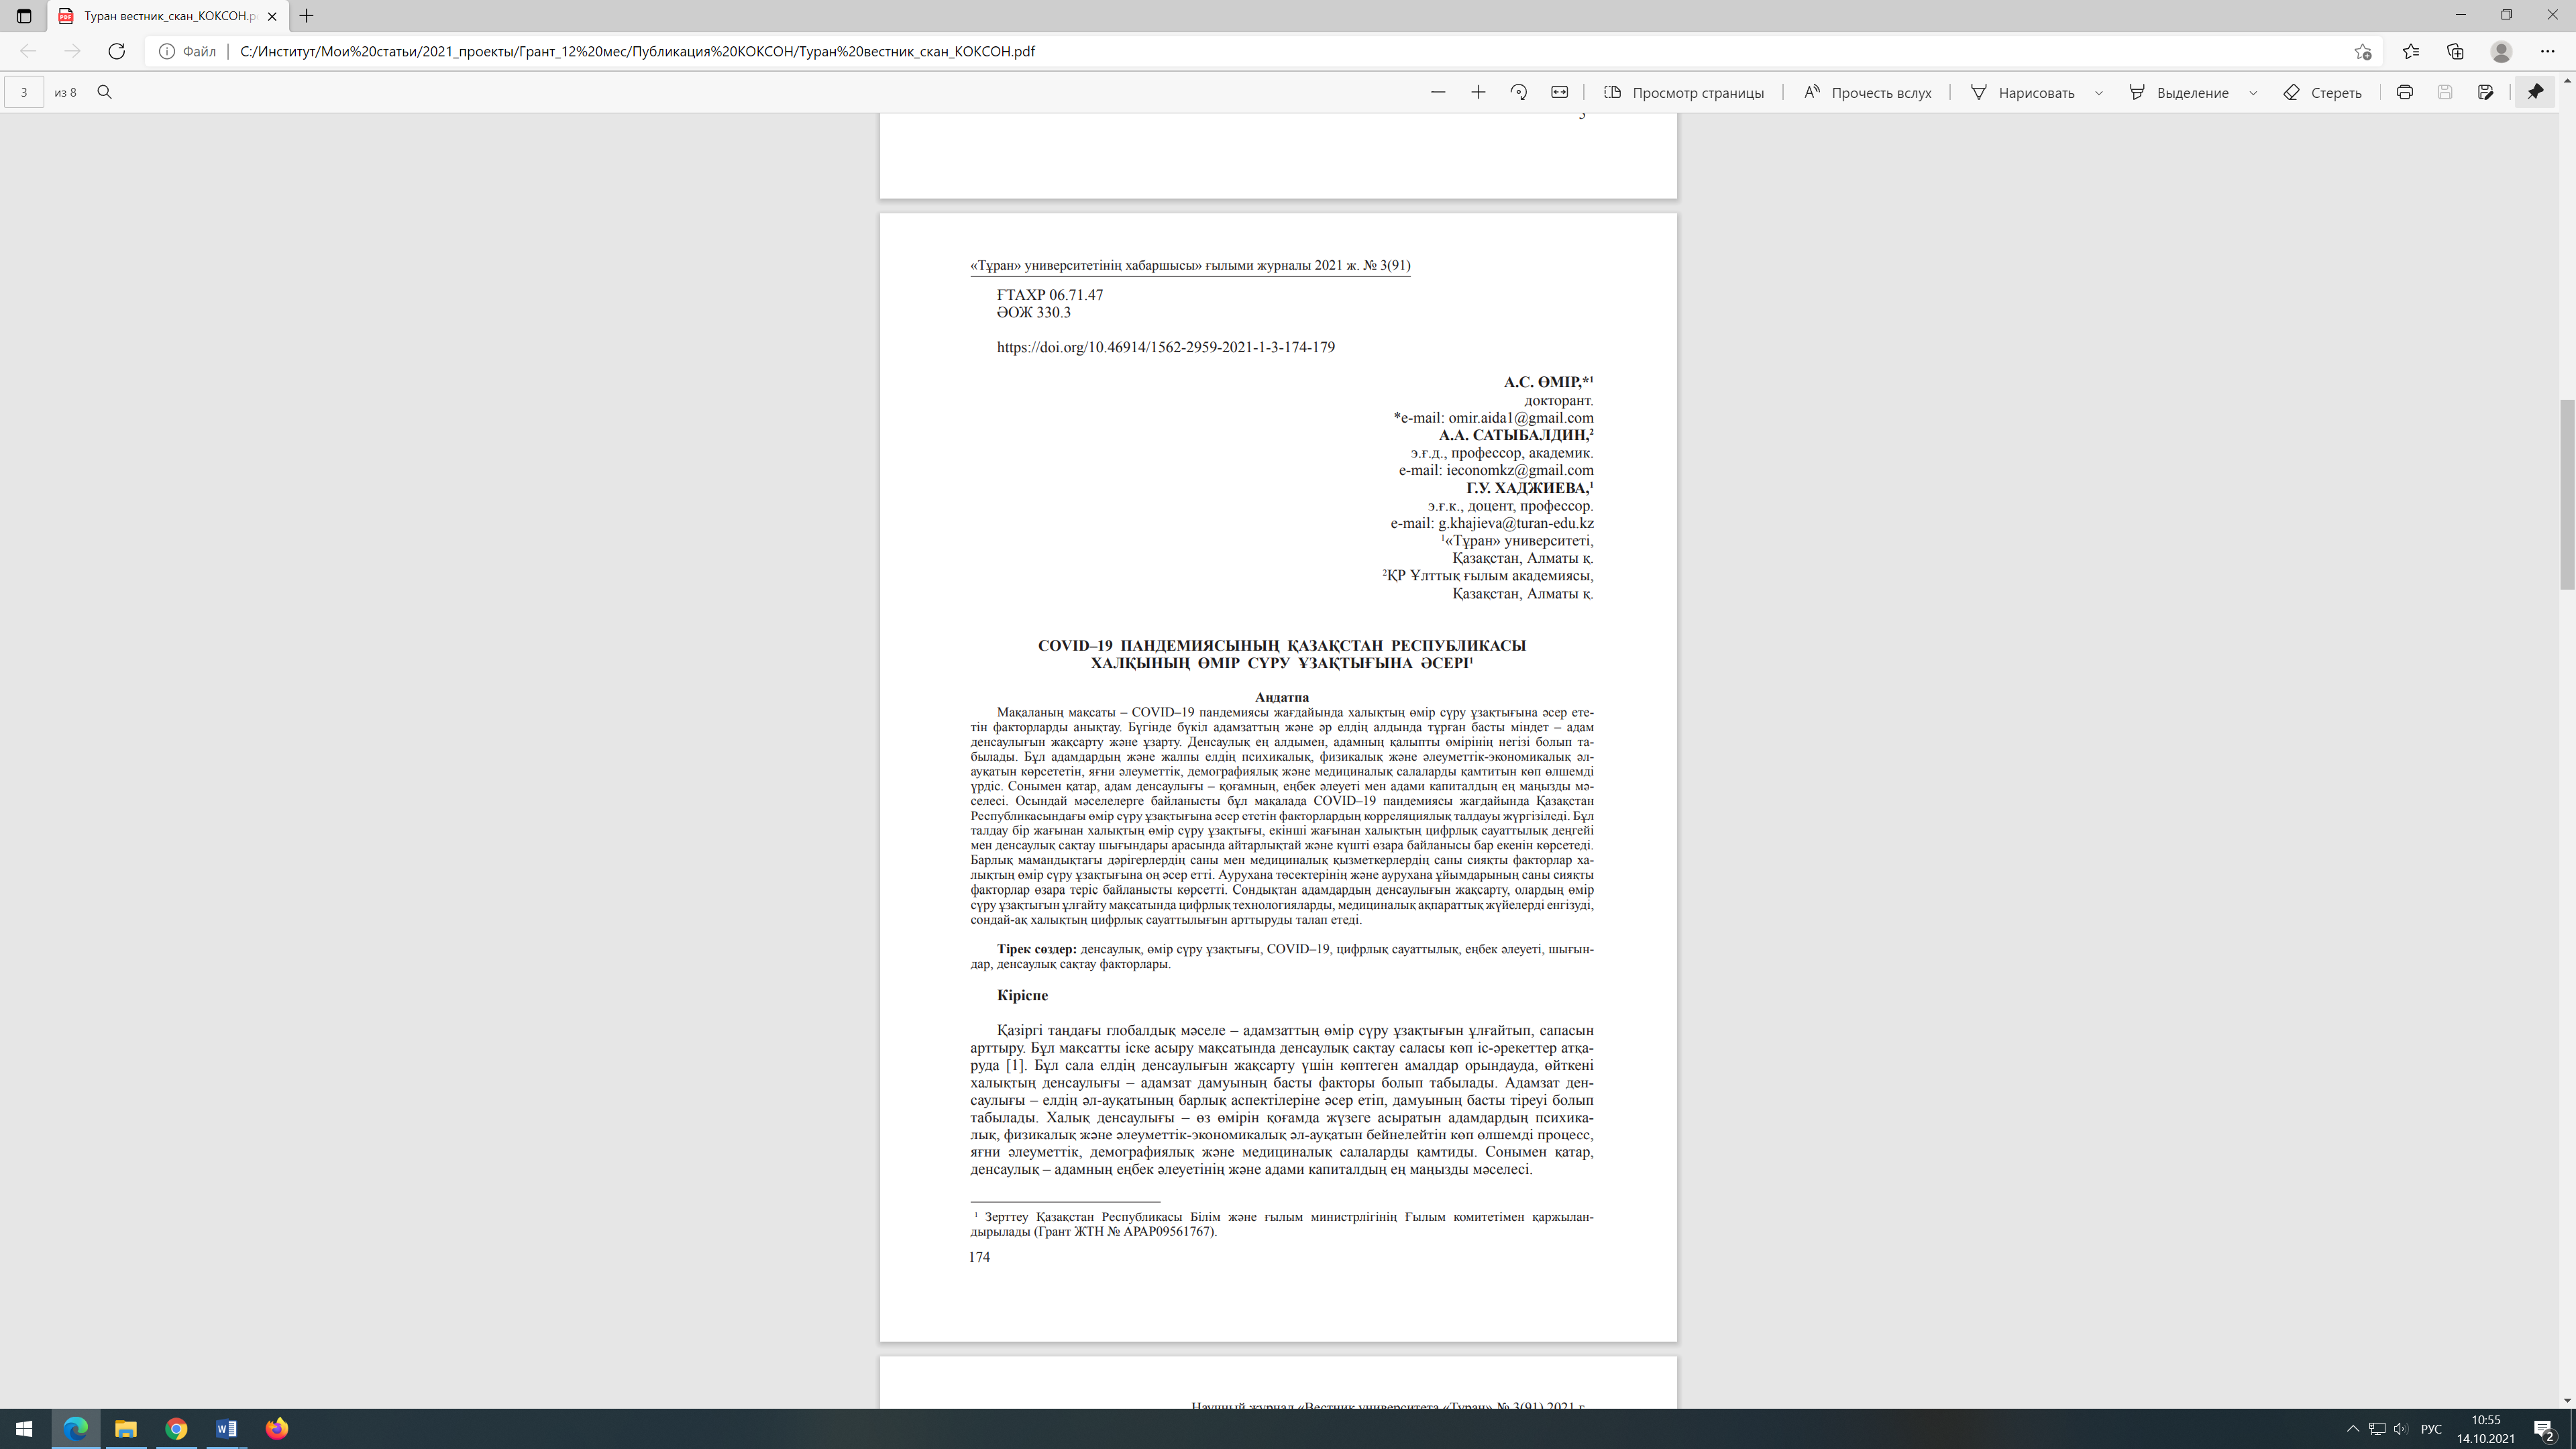 Туран вестник_скан_КОКСОН.p
Файл
C:/Институт/Мои%20статьи/2021_проекты/Грант_12%20мес/Публикация%20КОКСОН/Туран%20вестник_скан_КОКСОН.pdf
3 из 8
Просмотр страницы
Прочесть вслух
Нарисовать
Выделение
Стереть
«Тұран» университетінің хабаршысы» ғылыми журналы 2021 ж. № 3(91)
ҒТАХР 06.71.47
ӘОЖ 330.3
https://doi.org/10.46914/1562-2959-2021-1-3-174-179
А.С. ӨМІР,*¹
докторант.
*e-mail: omir.aida1@gmail.com
А.А. САТЫБАЛДИН,²
э.ғ.д., профессор, академик.
e-mail: ieconomkz@gmail.com
Г.У. ХАДЖИЕВА,¹
э.ғ.к., доцент, профессор.
e-mail: g.khajieva@turan-edu.kz
¹«Тұран» университеті,
Қазақстан, Алматы қ.
²ҚР Ұлттық ғылым академиясы,
Қазақстан, Алматы қ.
COVID–19 ПАНДЕМИЯСЫНЫҢ ҚАЗАҚСТАН РЕСПУБЛИКАСЫ
ХАЛҚЫНЫҢ ӨМІР СҮРУ ҰЗАҚТЫҒЫНА ӘСЕРІ¹
Аңдатпа
Мақаланың мақсаты – COVID–19 пандемиясы жағдайында халықтың өмір сүру ұзақтығына әсер ете-
тін факторларды анықтау. Бүгінде бүкіл адамзаттың және әр елдің алдында тұрған басты міндет – адам
денсаулығын жақсарту және ұзарту. Денсаулық ең алдымен, адамның қалыпты өмірінің негізі болып та-
былады. Бұл адамдардың және жалпы елдің психикалық, физикалық және әлеуметтік-экономикалық әл-
ауқатын көрсететін, яғни әлеуметтік, демографиялық және медициналық салаларды қамтитын көп өлшемді
үрдіс. Сонымен қатар, адам денсаулығы – қоғамның, еңбек әлеуеті мен адами капиталдың ең маңызды мә-
селесі. Осындай мәселелерге байланысты бұл мақалада COVID–19 пандемиясы жағдайында Қазақстан
Республикасындағы өмір сүру ұзақтығына әсер ететін факторлардың корреляциялық талдауы жүргізіледі. Бұл
талдау бір жағынан халықтың өмір сүру ұзақтығы, екінші жағынан халықтың цифрлық сауаттылық деңгейі
мен денсаулық сақтау шығындары арасында айтарлықтай және күшті өзара байланысы бар екенін көрсетеді.
Барлық мамандықтағы дәрігерлердің саны мен медициналық қызметкерлердің саны сияқты факторлар ха-
лықтың өмір сүру ұзақтығына оң әсер етті. Аурухана төсектерінің және аурухана ұйымдарының саны сияқты
факторлар өзара теріс байланысты көрсетті. Сондықтан адамдардың денсаулығын жақсарту, олардың өмір
сүру ұзақтығын ұлғайту мақсатында цифрлық технологияларды, медициналық ақпараттық жүйелерді енгізуді,
сондай-ақ халықтың цифрлық сауаттылығын арттыруды талап етеді.
Тірек сөздер: денсаулық, өмір сүру ұзақтығы, COVID–19, цифрлық сауаттылық, еңбек әлеуеті, шығын-
дар, денсаулық сақтау факторлары.
Кіріспе
Қазіргі таңдағы глобалдық мәселе – адамзаттың өмір сүру ұзақтығын ұлғайтып, сапасын
арттыру. Бұл мақсатты іске асыру мақсатында денсаулық сақтау саласы көп іс-әрекеттер атқа-
руда [1]. Бұл сала елдің денсаулығын жақсарту үшін көптеген амалдар орындауда, өйткені
халықтың денсаулығы – адамзат дамуының басты факторы болып табылады. Адамзат ден-
саулығы – елдің әл-ауқатының барлық аспектілеріне әсер етіп, дамуының басты тіреуі болып
табылады. Халық денсаулығы – өз өмірін қоғамда жүзеге асыратын адамдардың психика-
лық, физикалық және әлеуметтік-экономикалық әл-ауқатын бейнелейтін көп өлшемді процесс,
яғни әлеуметтік, демографиялық және медициналық салаларды қамтиды. Сонымен қатар,
денсаулық – адамның еңбек әлеуетінің және адами капиталдың ең маңызды мәселесі.
¹ Зерттеу Қазақстан Республикасы Білім және ғылым министрлігінің Ғылым комитетімен қаржылан-
дырылады (Грант ЖТН № АРАР09561767).
174
Научный журнал «Вестник университета «Туран» № 3(91) 2021 г.
РУС
10:55
14.10.2021
2